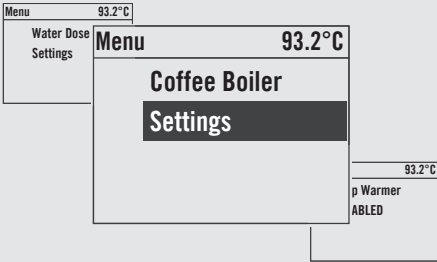 Menu 93.2°C
Water Dose
Settings
Menu 93.2°C
Coffee Boiler
Settings
93.2°C
p Warmer
ABLED